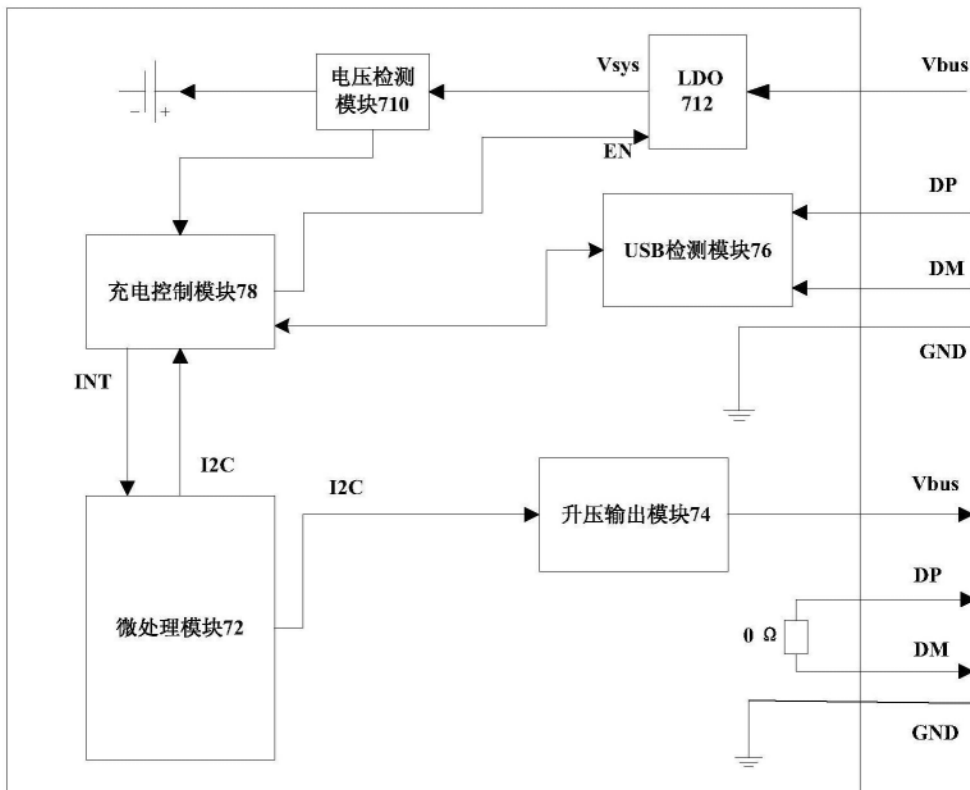 电压检测
模块710
Vsys
LDO
712
Vbus
EN
DP
USB检测模块76
DM
充电控制模块78
GND
INT
I2C
I2C
Vbus
升压输出模块74
DP
0 Ω
微处理模块72
DM
GND
− +